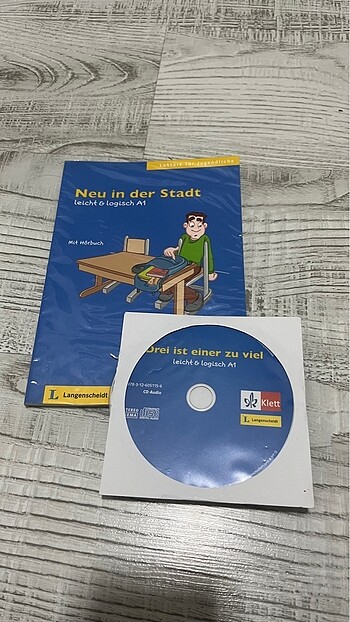 Lektüre für Jugendliche
Neu in der Stadt
leicht & logisch A1
Mit Hörbuch
L Langenscheidt
Drei ist einer zu viel
leicht & logisch A1
CD-Audio
Klett
L Langenscheidt